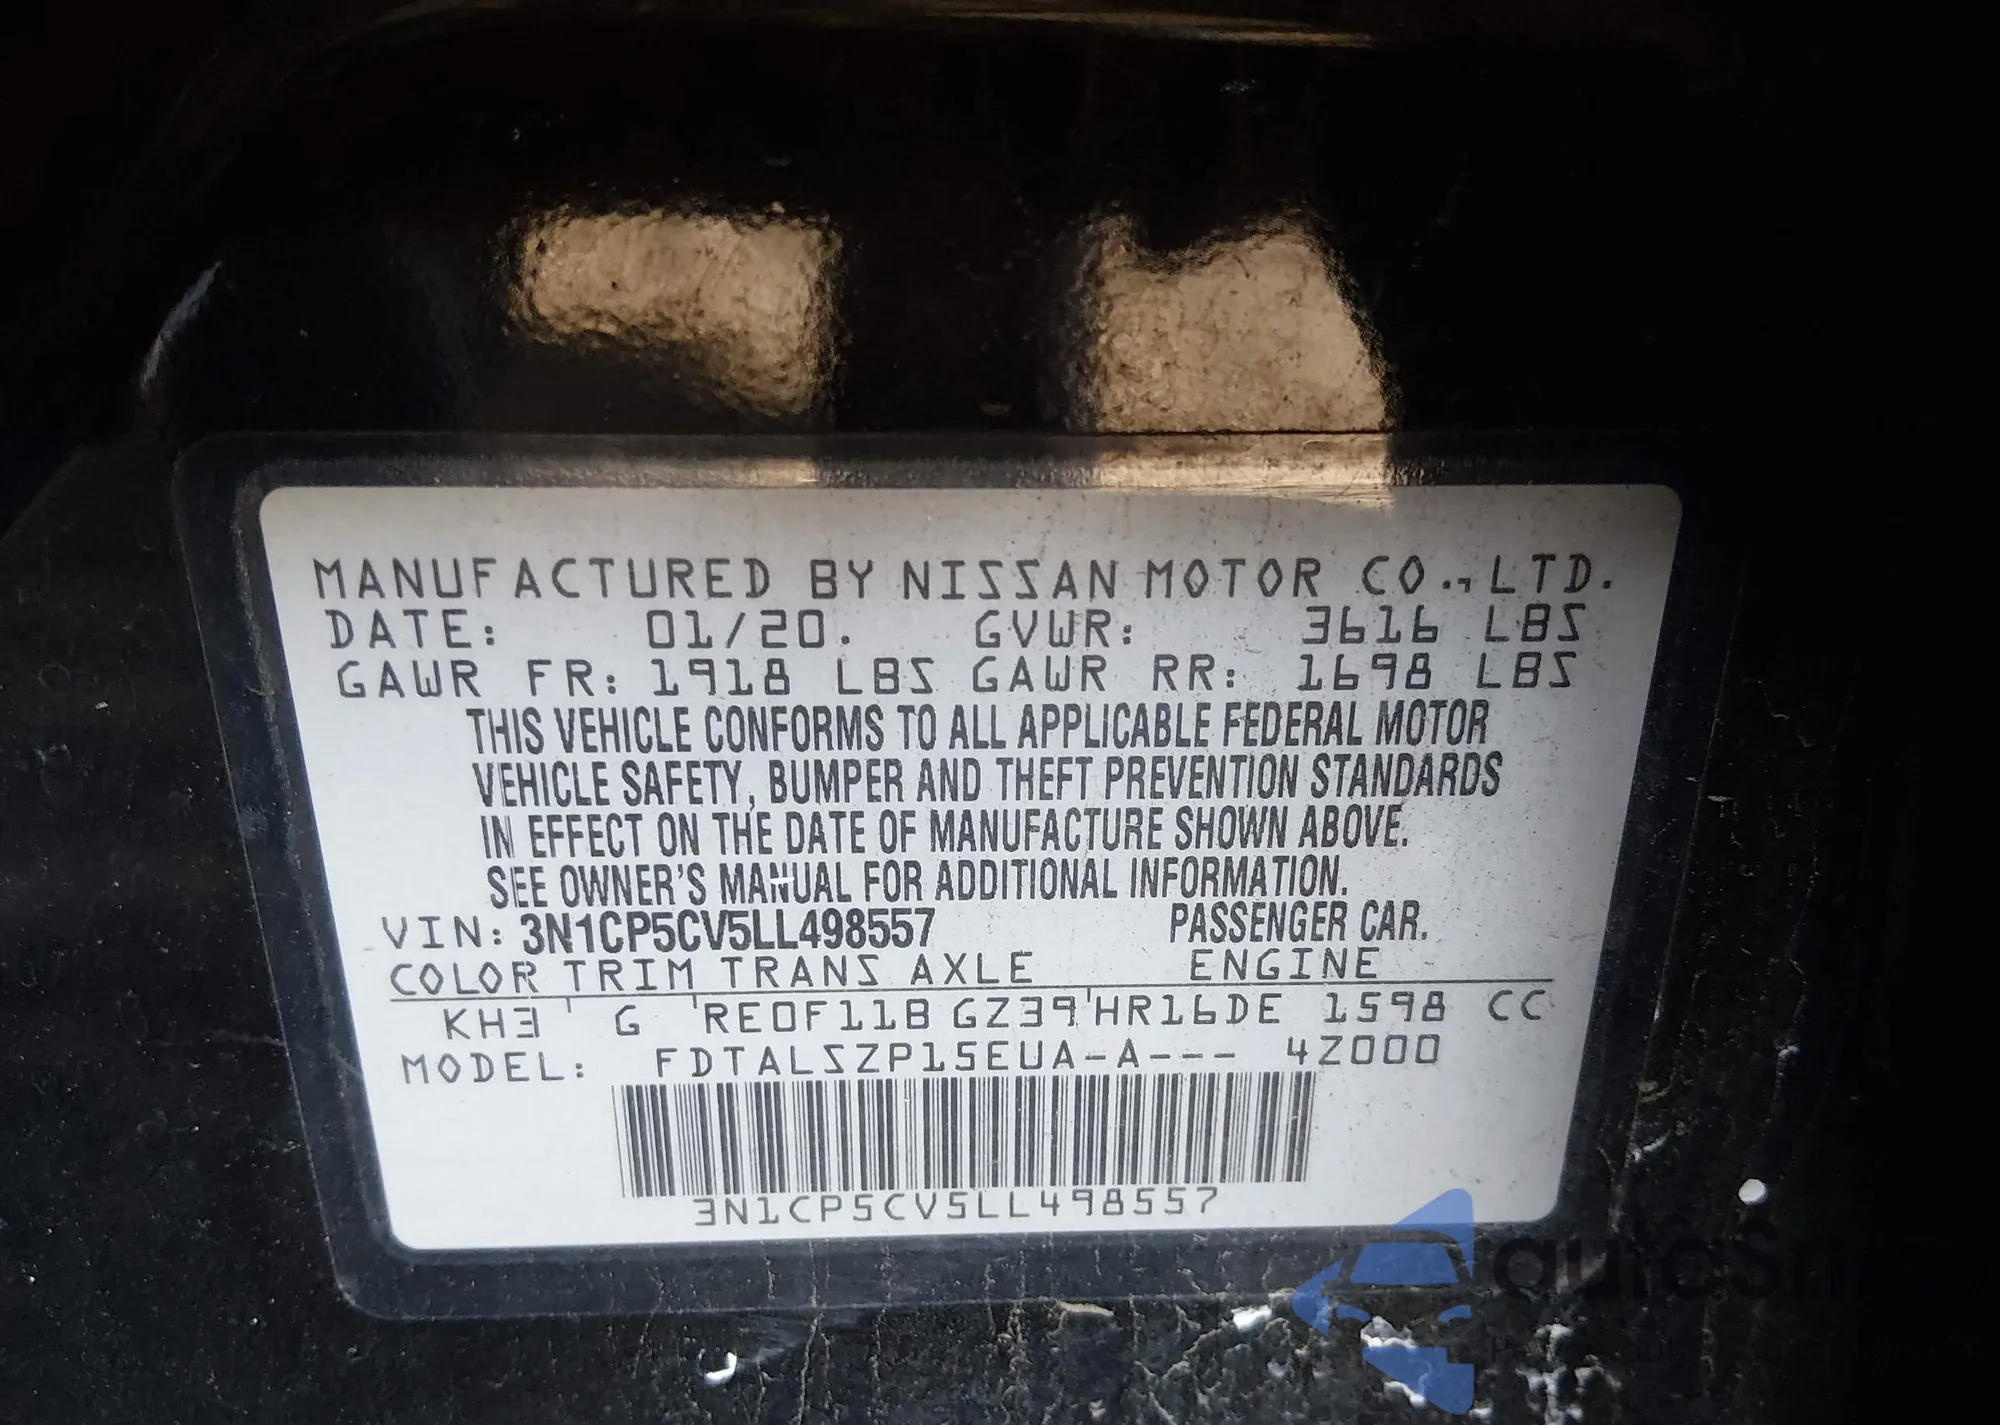 MANUFACTURED BY NISSAN MOTOR CO., LTD.
DATE: 01/20. GVWR: 3616 LBS
GAWR FR: 1918 LBS GAWR RR: 1698 LBS
THIS VEHICLE CONFORMS TO ALL APPLICABLE FEDERAL MOTOR
VEHICLE SAFETY, BUMPER AND THEFT PREVENTION STANDARDS
IN EFFECT ON THE DATE OF MANUFACTURE SHOWN ABOVE.
SEE OWNER'S MANUAL FOR ADDITIONAL INFORMATION.
VIN: 3N1CP5CV5LL498557 PASSENGER CAR.
COLOR TRIM TRANS AXLE ENGINE
KH3 G RE0F11B GZ39 HR16DE 1598 CC
MODEL: FDTALSZP15EUA-A--- 4Z000
3N1CP5CV5LL498557